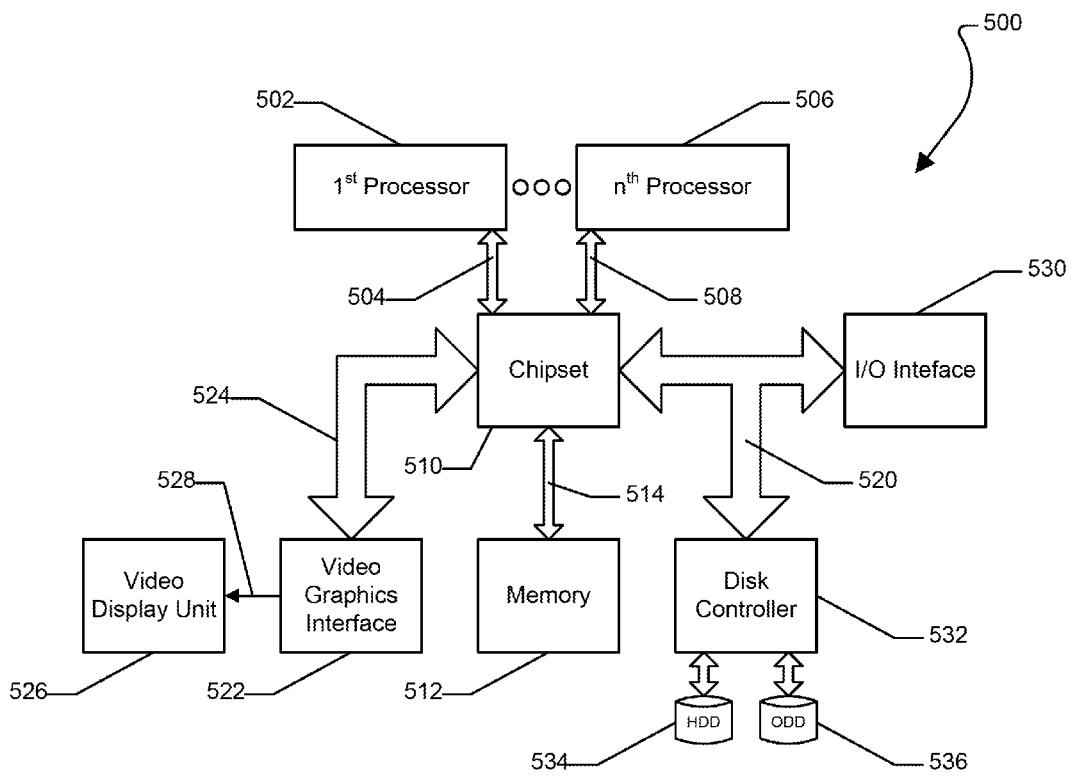 500
502
506
1st Processor
nth Processor
504
508
530
Chipset
I/O Inteface
524
510
528
514
520
Video
Display Unit
Video
Graphics
Interface
Memory
Disk
Controller
532
526
522
512
HDD
ODD
534
536